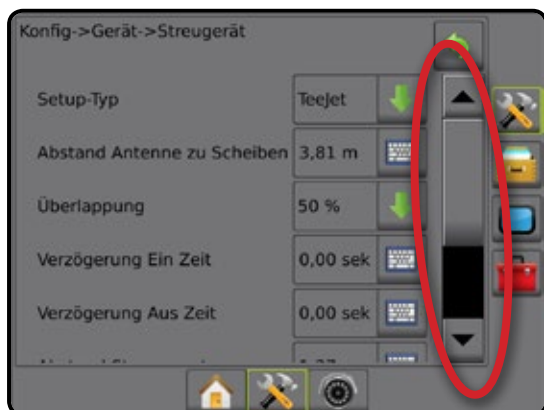 Konfig->Gerät->Streugerät
Setup-Typ TeeJet
Abstand Antenne zu Scheiben 3,81 m
Überlappung 50 %
Verzögerung Ein Zeit 0,00 sek
Verzögerung Aus Zeit 0,00 sek